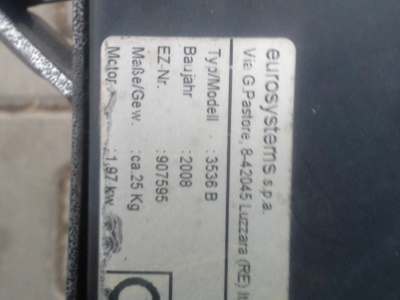 eurosystems s.p.a.
Via G.Pastore, 8-42045 Luzzara (RE)
Typ/Modell : 3536 B
Baujahr : 2008
EZ-Nr. : 907595
Maße/Gew. : ca.25 Kg
Motor : 1,97 kw